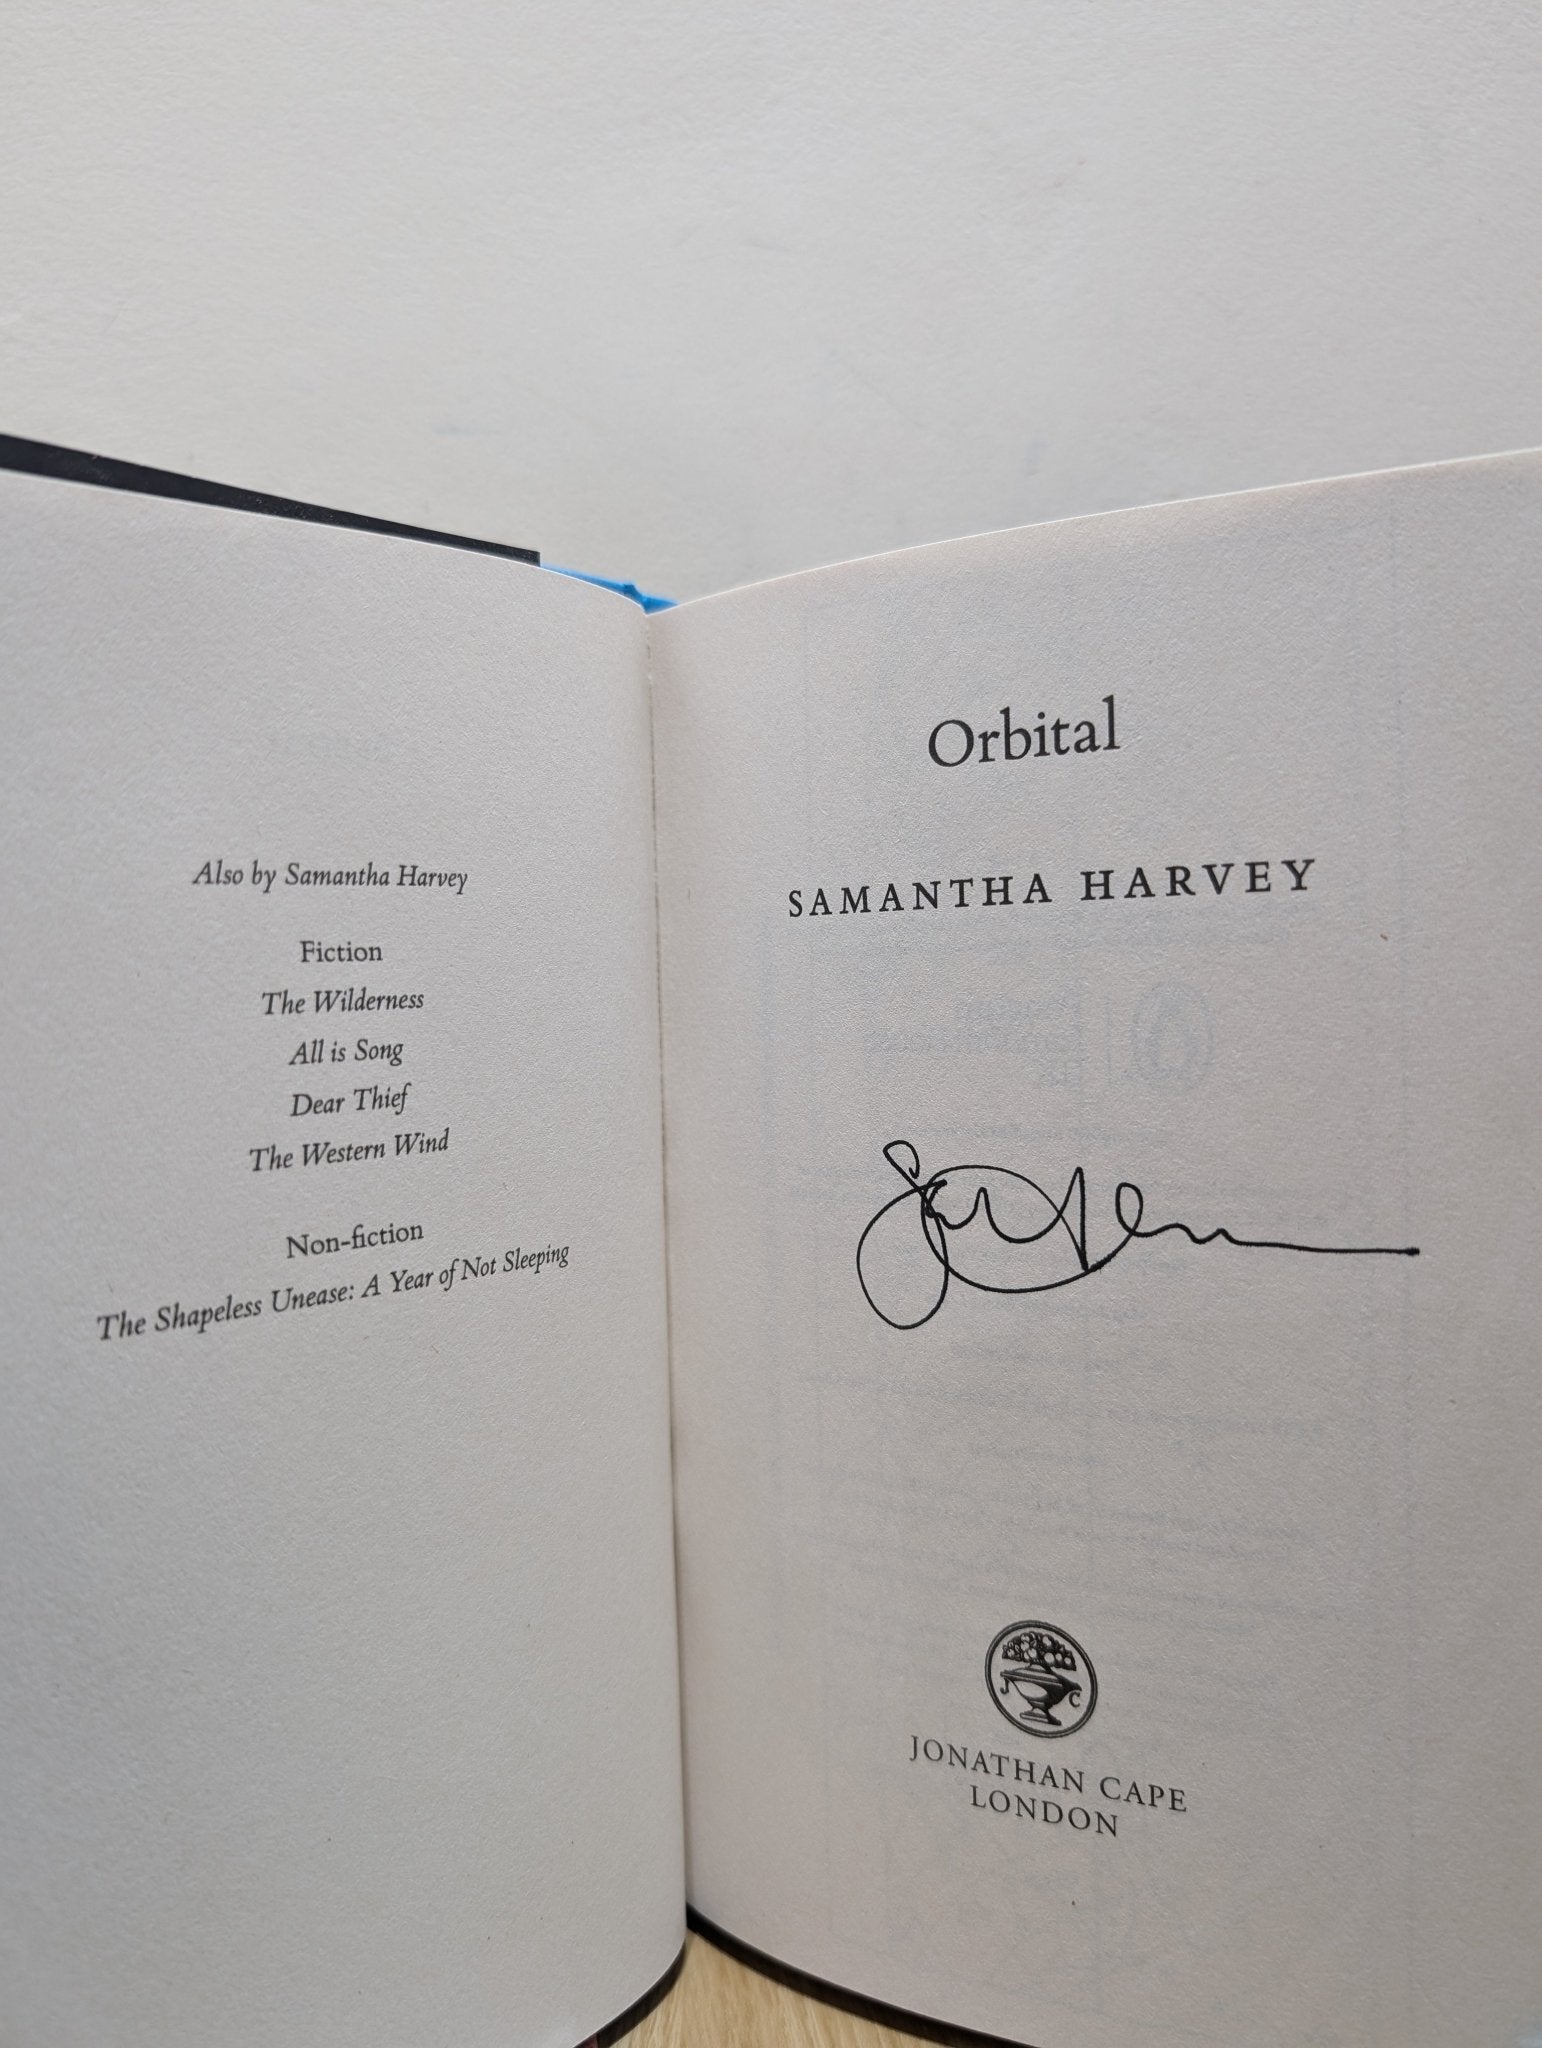 Also by Samantha Harvey
Fiction
The Wilderness
All is Song
Dear Thief
The Western Wind
Non-fiction
The Shapeless Unease: A Year of Not Sleeping
Orbital
SAMANTHA HARVEY
J C
JONATHAN CAPE
LONDON